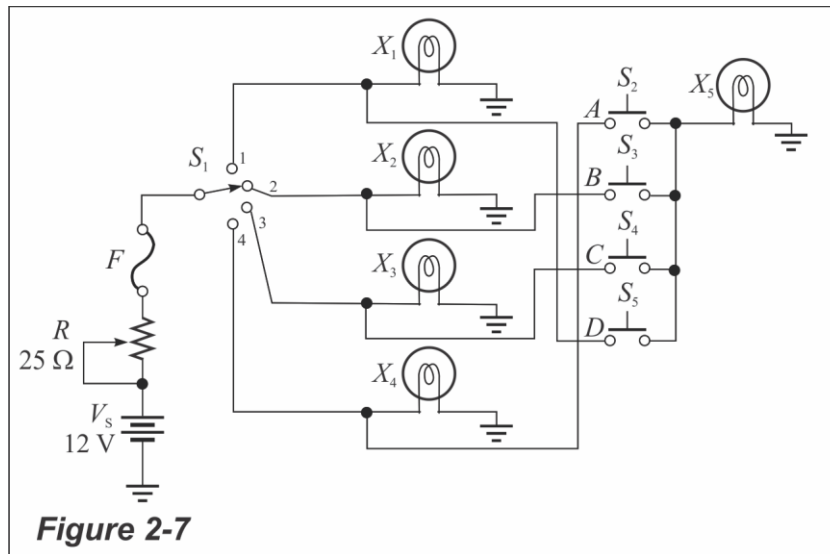 X₁
S₂
X₅
A
S₁
1
X₂
S₃
2
B
3
S₄
4
F
X₃
C
S₅
R
25 Ω
D
X₄
Vₛ
12 V
Figure 2-7